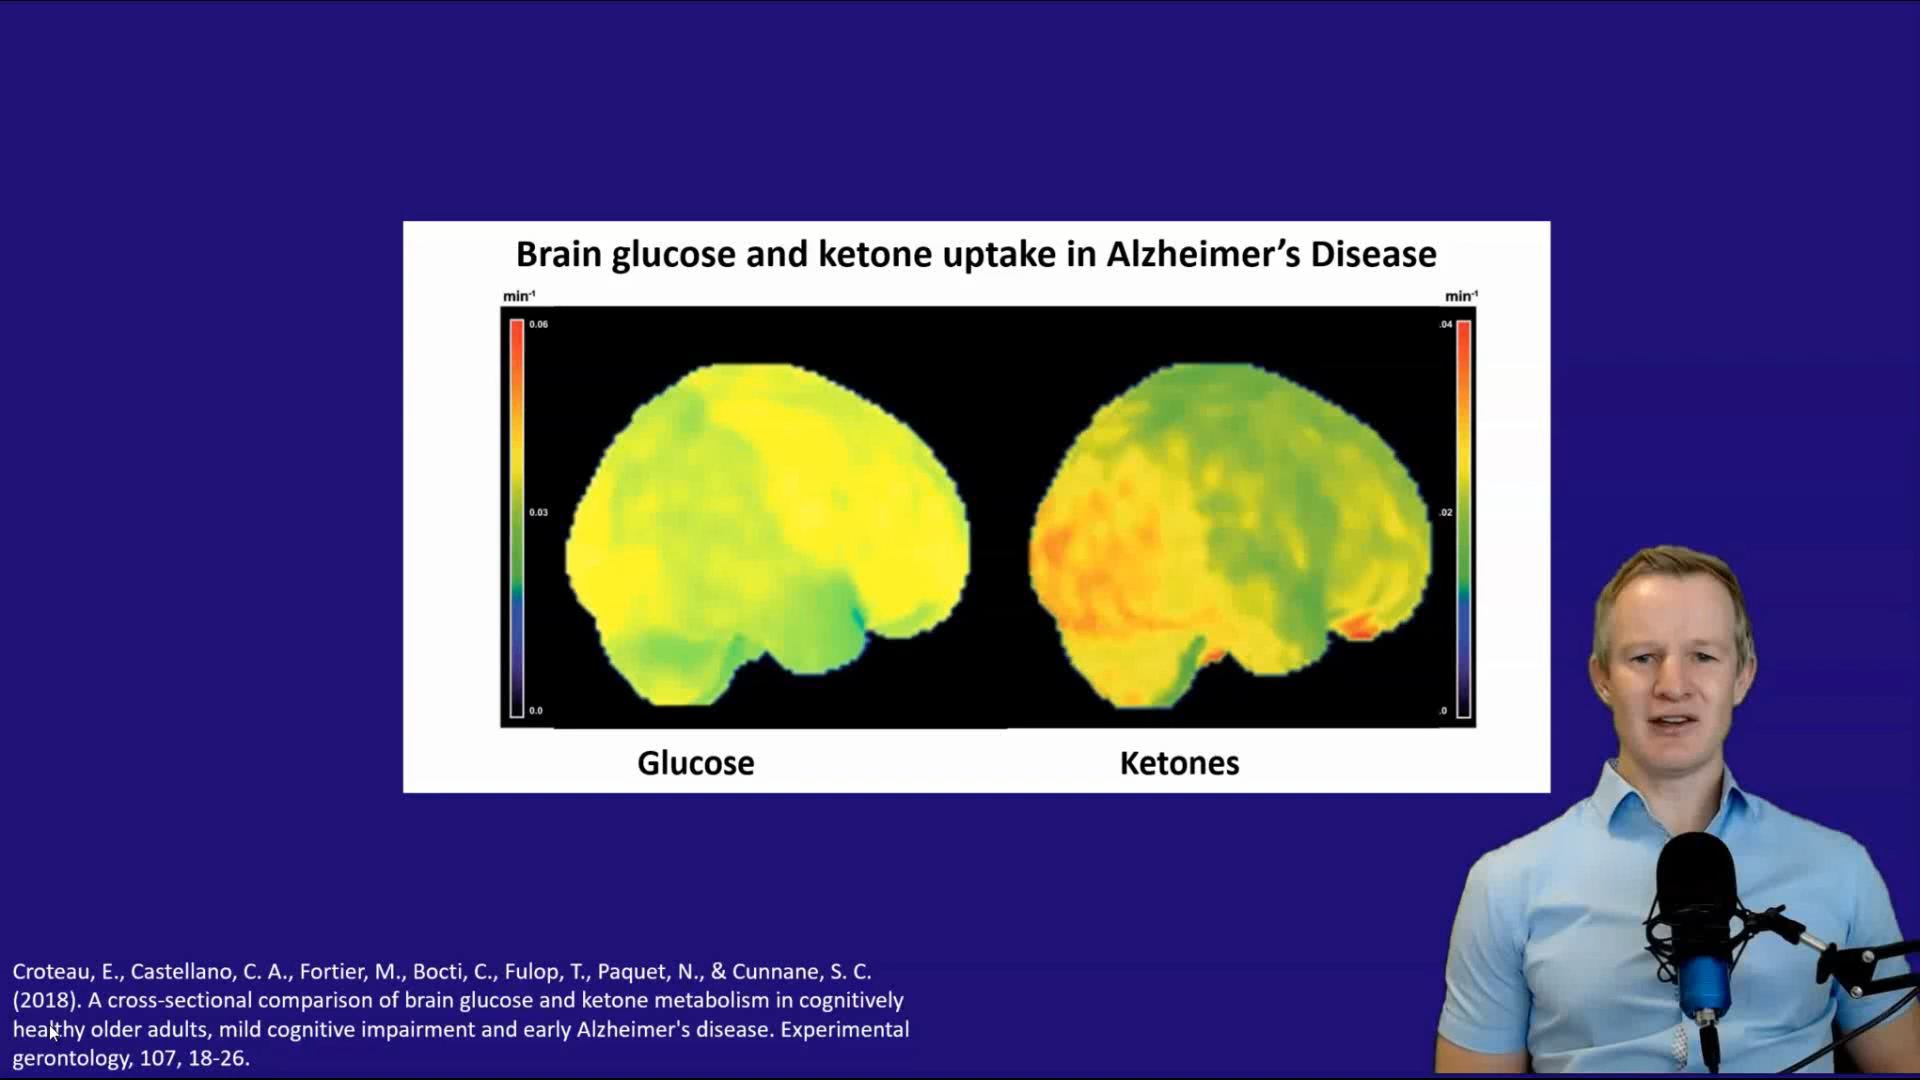 Brain glucose and ketone uptake in Alzheimer’s Disease
min⁻¹
min⁻¹
0.06
.04
0.03
.02
0.0
.0
Glucose
Ketones
Croteau, E., Castellano, C. A., Fortier, M., Bocti, C., Fulop, T., Paquet, N., & Cunnane, S. C.
(2018). A cross-sectional comparison of brain glucose and ketone metabolism in cognitively
healthy older adults, mild cognitive impairment and early Alzheimer's disease. Experimental
gerontology, 107, 18-26.